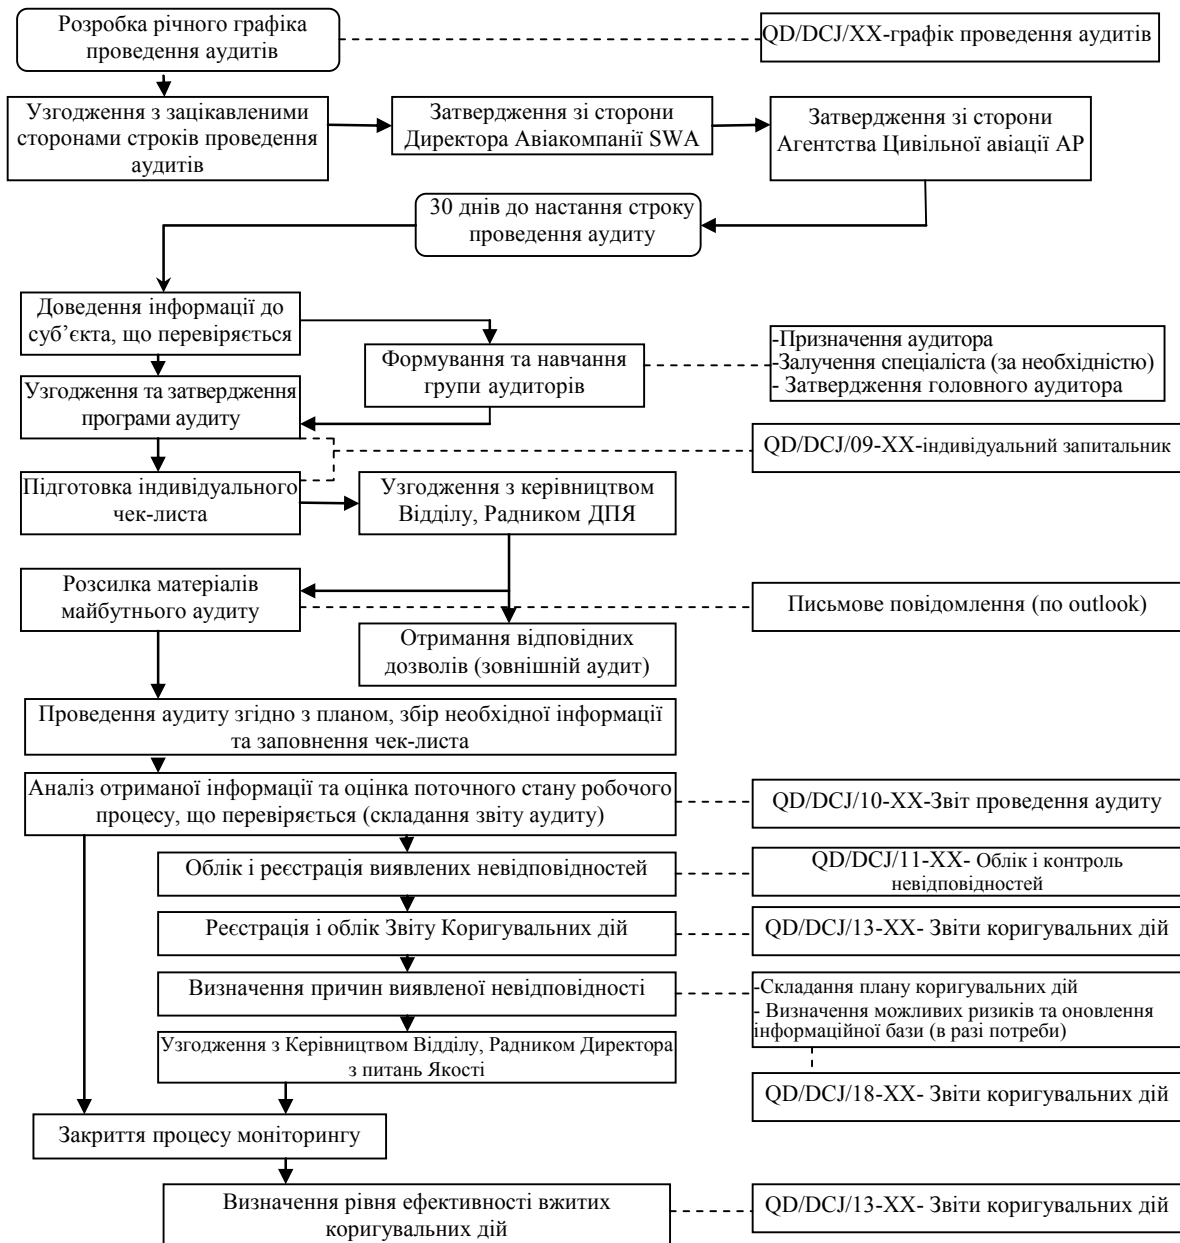 Розробка річного графіка
проведення аудитів
QD/DCJ/XX-графік проведення аудитів
Узгодження з зацікавленими
сторонами строків проведення
аудитів
Затвердження зі сторони
Директора Авіакомпанії SWA
Затвердження зі сторони
Агентства Цивільної авіації АР
30 днів до настання строку
проведення аудиту
Доведення інформації до
суб’єкта, що перевіряється
Формування та навчання
групи аудиторів
-Призначення аудитора
-Залучення спеціаліста (за необхідністю)
- Затвердження головного аудитора
Узгодження та затвердження
програми аудиту
QD/DCJ/09-XX-індивідуальний запитальник
Підготовка індивідуального
чек-листа
Узгодження з керівництвом
Відділу, Радником ДПЯ
Розсилка матеріалів
майбутнього аудиту
Письмове повідомлення (по outlook)
Отримання відповідних
дозволів (зовнішній аудит)
Проведення аудиту згідно з планом, збір необхідної інформації
та заповнення чек-листа
Аналіз отриманої інформації та оцінка поточного стану робочого
процесу, що перевіряється (складання звіту аудиту)
QD/DCJ/10-XX-Звіт проведення аудиту
Облік і реєстрація виявлених невідповідностей
QD/DCJ/11-XX- Облік і контроль
невідповідностей
Реєстрація і облік Звіту Коригувальних дій
QD/DCJ/13-XX- Звіти коригувальних дій
Визначення причин виявленої невідповідності
-Складання плану коригувальних дій
- Визначення можливих ризиків та оновлення
інформаційної бази (в разі потреби)
Узгодження з Керівництвом Відділу, Радником Директора
з питань Якості
QD/DCJ/18-XX- Звіти коригувальних дій
Закриття процесу моніторингу
Визначення рівня ефективності вжитих
коригувальних дій
QD/DCJ/13-XX- Звіти коригувальних дій